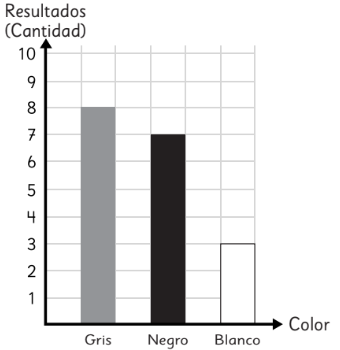 Resultados
(Cantidad)
10
9
8
7
6
5
4
3
2
1
Gris Negro Blanco
Color